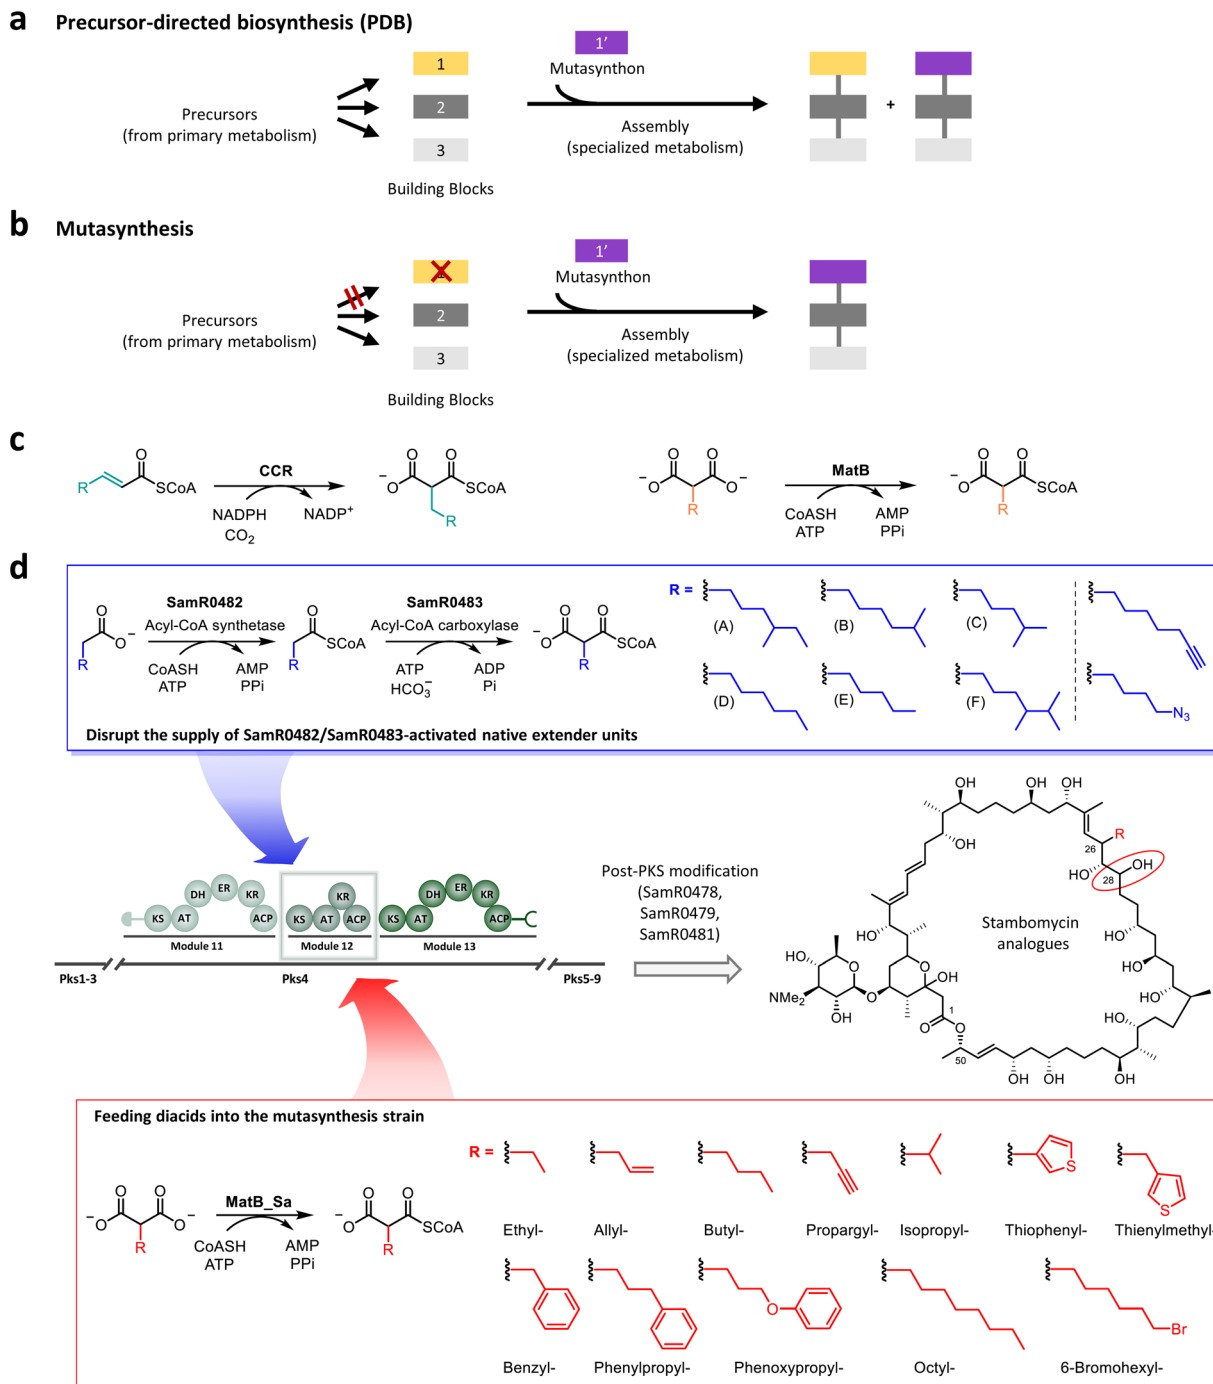 a
Precursor-directed biosynthesis (PDB)
1
1’
Mutasynthon
2
Precursors
(from primary metabolism)
+
Assembly
(specialized metabolism)
3
Building Blocks
b
Mutasynthesis
1’
Mutasynthon
2
Precursors
(from primary metabolism)
Assembly
(specialized metabolism)
3
Building Blocks
c
R
O
SCoA
CCR
NADPH
CO2
NADP+
O
O
−O
SCoA
R
O
O
−O
O−
R
MatB
CoASH
ATP
AMP
PPi
O
O
−O
SCoA
R
d
SamR0482
Acyl-CoA synthetase
CoASH
ATP
AMP
PPi
O
O−
R
O
SCoA
R
SamR0483
Acyl-CoA carboxylase
ATP
HCO3−
ADP
Pi
O
O
−O
SCoA
R
R =
(A)
(B)
(C)
(D)
(E)
(F)
N3
Disrupt the supply of SamR0482/SamR0483-activated native extender units
KS
AT
DH
ER
KR
ACP
Module 11
KS
AT
KR
ACP
Module 12
KS
AT
DH
ER
KR
ACP
Module 13
Pks1-3
Pks4
Pks5-9
Post-PKS modification
(SamR0478,
SamR0479,
SamR0481)
OH
OH
OH
OH
R
26
HO
28
OH
Stambomycin
analogues
HO
HO
HO
HO
OH
OH
OH
OH
50
O
O
1
OH
O
O
O
HO
HO
NMe2
OH
Feeding diacids into the mutasynthesis strain
O
O
−O
O−
R
MatB_Sa
CoASH
ATP
AMP
PPi
O
O
−O
SCoA
R
R =
S
S
Ethyl-
Allyl-
Butyl-
Propargyl-
Isopropyl-
Thiophenyl-
Thienylmethyl-
O
Br
Benzyl-
Phenylpropyl-
Phenoxypropyl-
Octyl-
6-Bromohexyl-